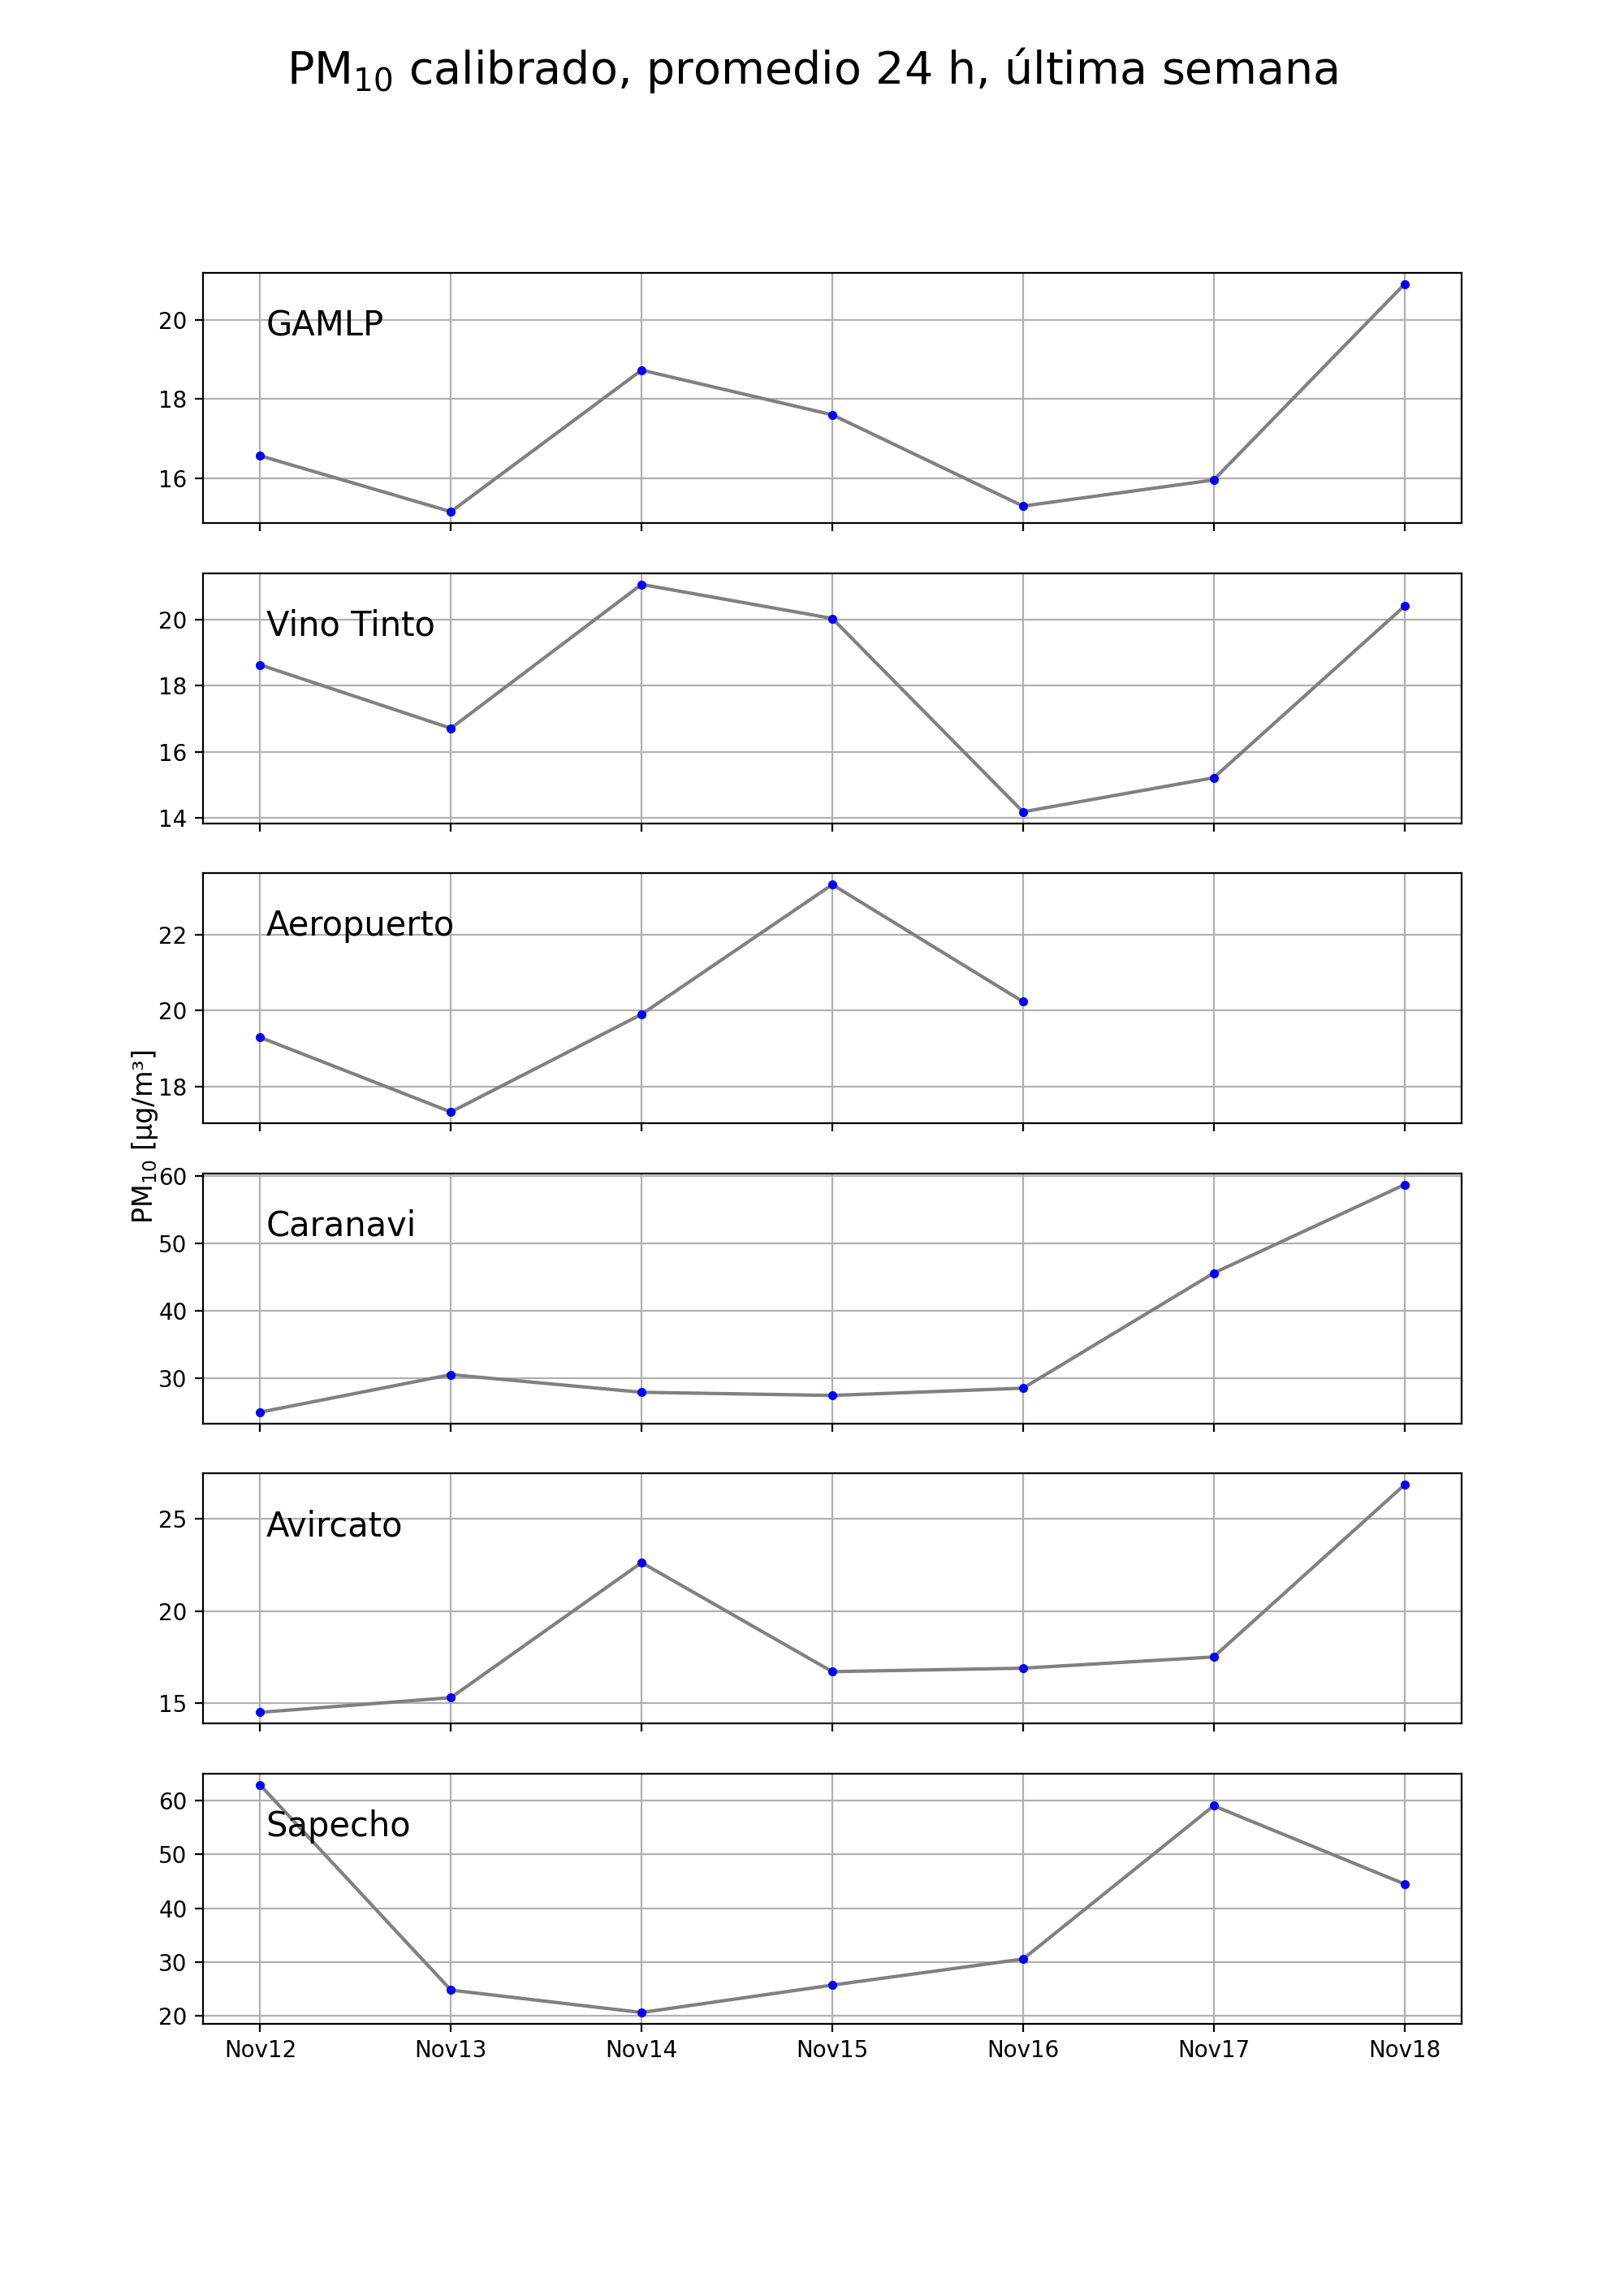 PM₁₀ calibrado, promedio 24 h, última semana
GAMLP
20
18
16
Vino Tinto
20
18
16
14
Aeropuerto
22
20
18
PM₁₀ [µg/m³]
Caranavi
60
50
40
30
Avircato
25
20
15
Sapecho
60
50
40
30
20
Nov12 Nov13 Nov14 Nov15 Nov16 Nov17 Nov18